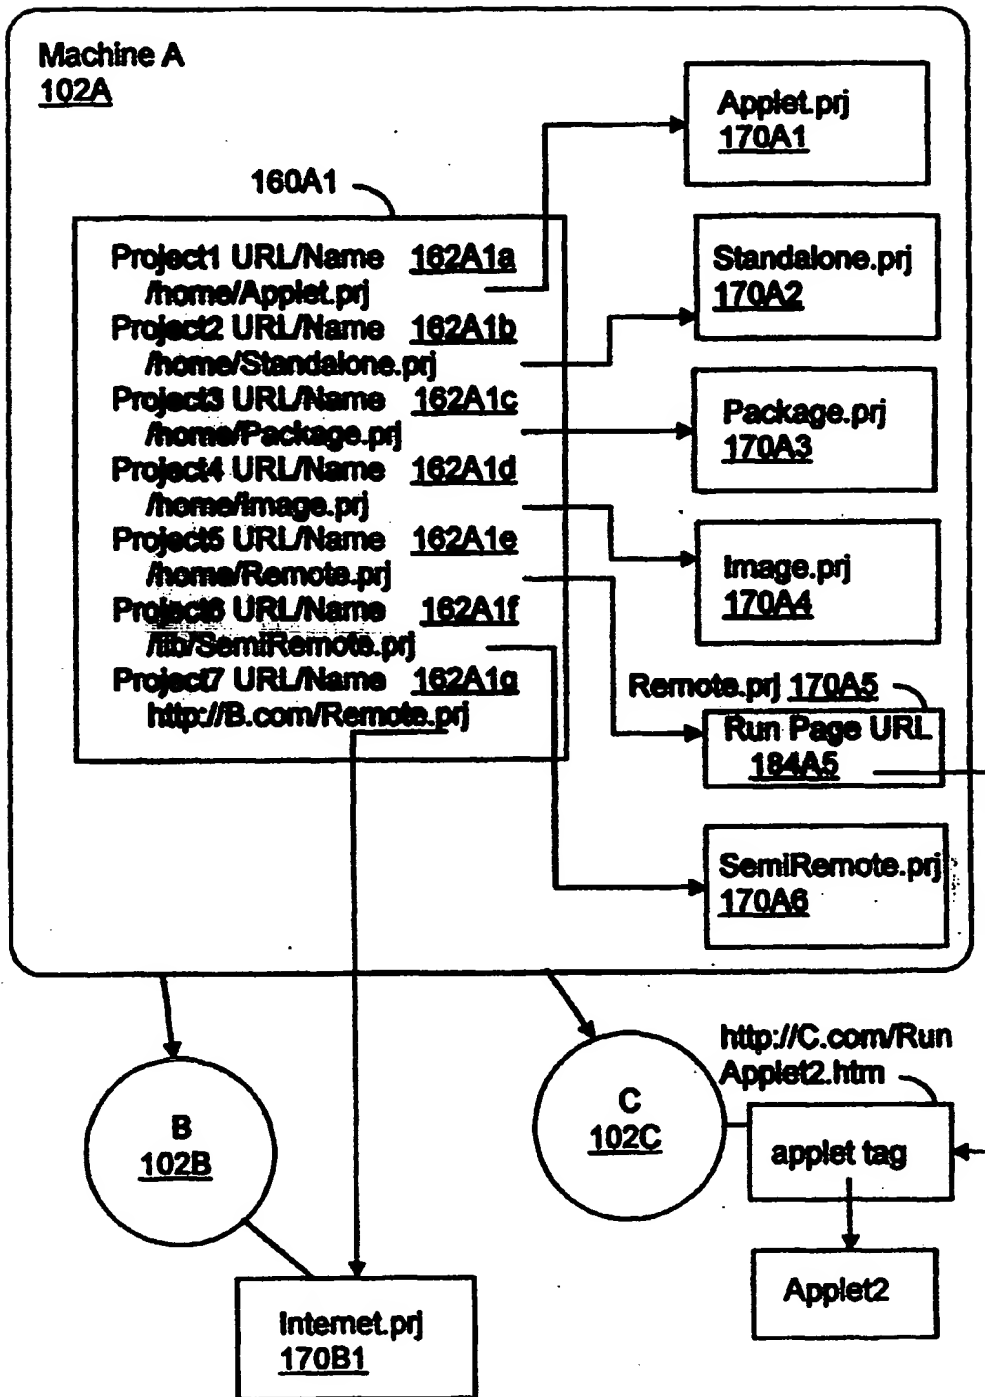 Machine A
102A
160A1
Project1 URL/Name 162A1a
/home/Applet.prj
Project2 URL/Name 162A1b
/home/Standalone.prj
Project3 URL/Name 162A1c
/home/Package.prj
Project4 URL/Name 162A1d
/home/Image.prj
Project5 URL/Name 162A1e
/home/Remote.prj
Project6 URL/Name 162A1f
/lib/SemiRemote.prj
Project7 URL/Name 162A1g
http://B.com/Remote.prj
Applet.prj
170A1
Standalone.prj
170A2
Package.prj
170A3
Image.prj
170A4
Remote.prj 170A5
Run Page URL
184A5
SemiRemote.prj
170A6
B
102B
C
102C
http://C.com/Run
Applet2.htm
applet tag
Applet2
Internet.prj
170B1